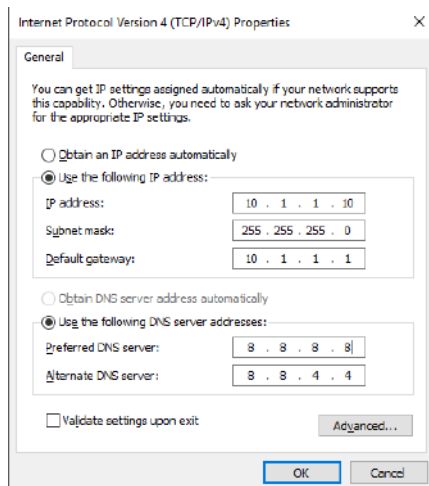 Internet Protocol Version 4 (TCP/IPv4) Properties
General
You can get IP settings assigned automatically if your network supports
this capability. Otherwise, you need to ask your network administrator
for the appropriate IP settings.
Obtain an IP address automatically
Use the following IP address:
IP address: 10 . 1 . 1 . 10
Subnet mask: 255 . 255 . 255 . 0
Default gateway: 10 . 1 . 1 . 1
Obtain DNS server address automatically
Use the following DNS server addresses:
Preferred DNS server: 8 . 8 . 8 . 8
Alternate DNS server: 8 . 8 . 4 . 4
Validate settings upon exit
Advanced...
OK Cancel